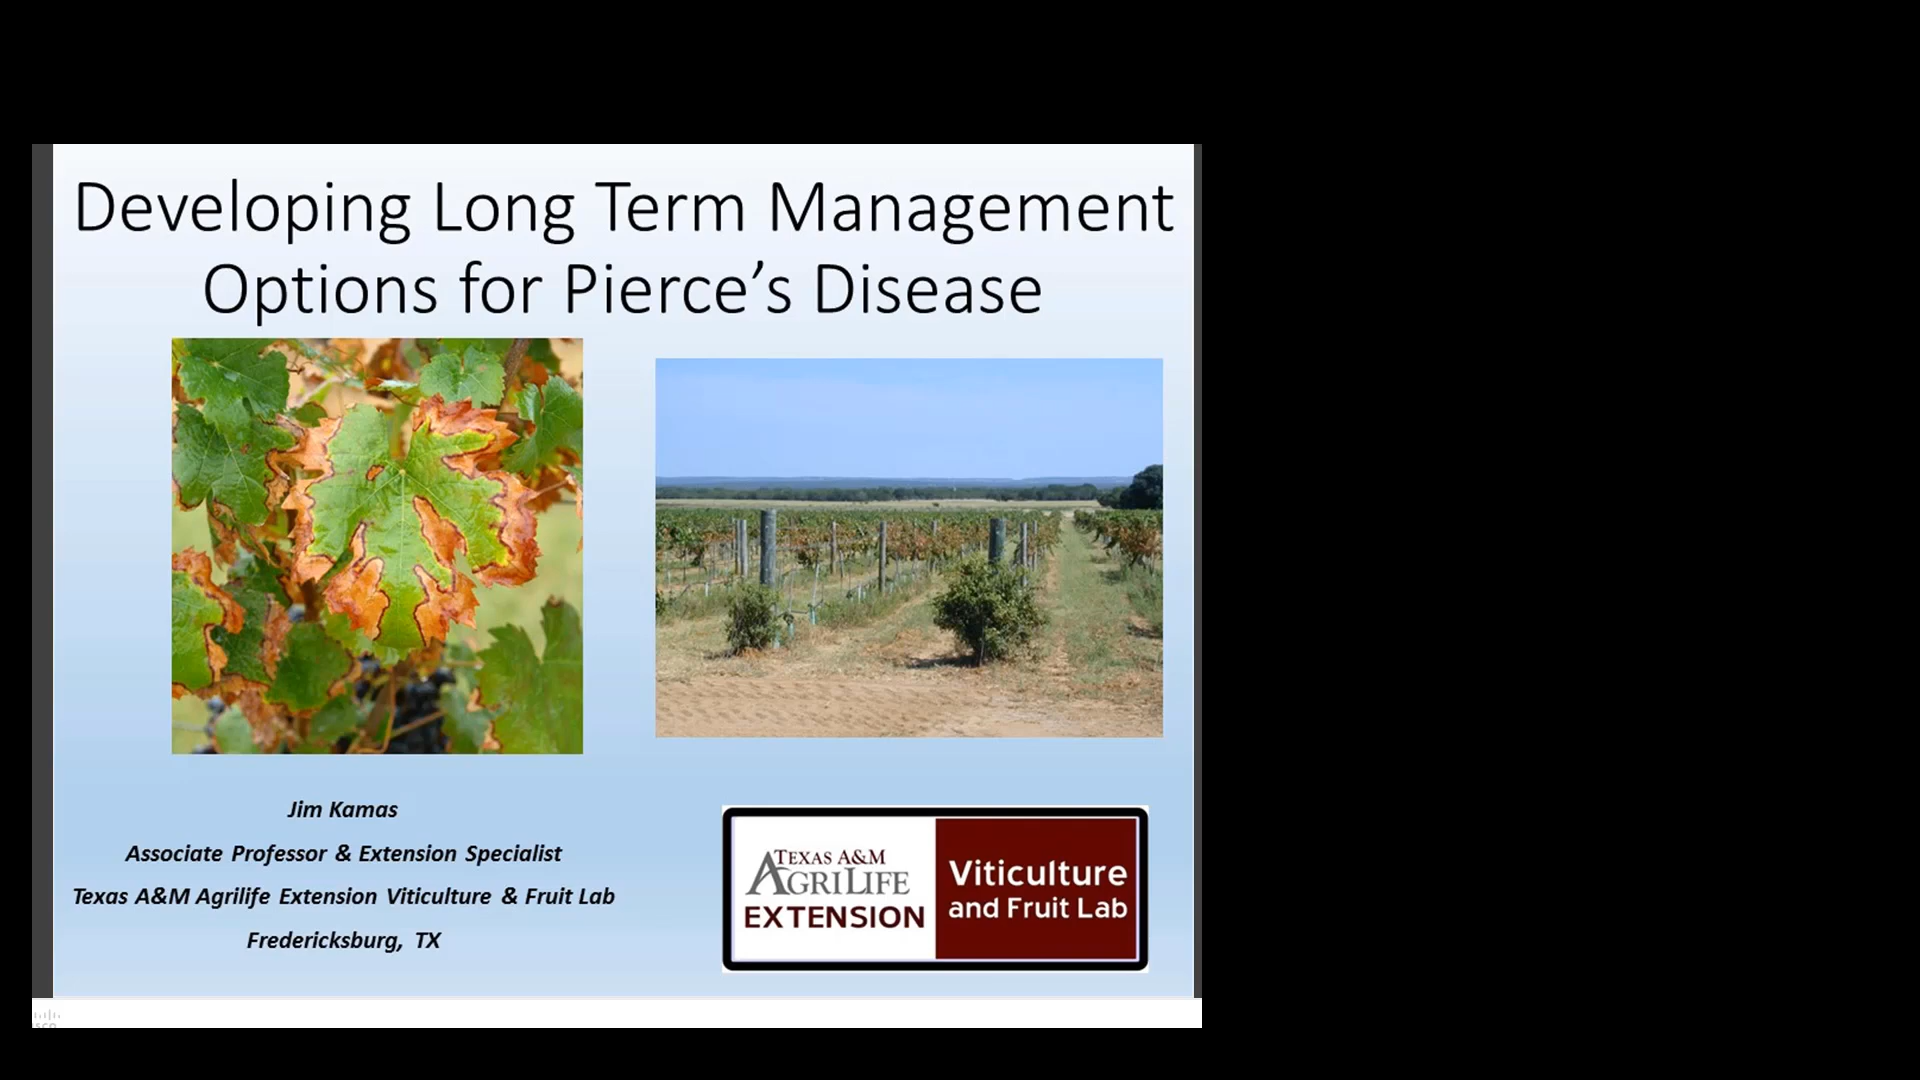 Developing Long Term Management
Options for Pierce's Disease
Jim Kamas
Associate Professor & Extension Specialist
Texas A&M Agrilife Extension Viticulture & Fruit Lab
Fredericksburg, TX
TEXAS A&M
AGRILIFE
EXTENSION
Viticulture
and Fruit Lab